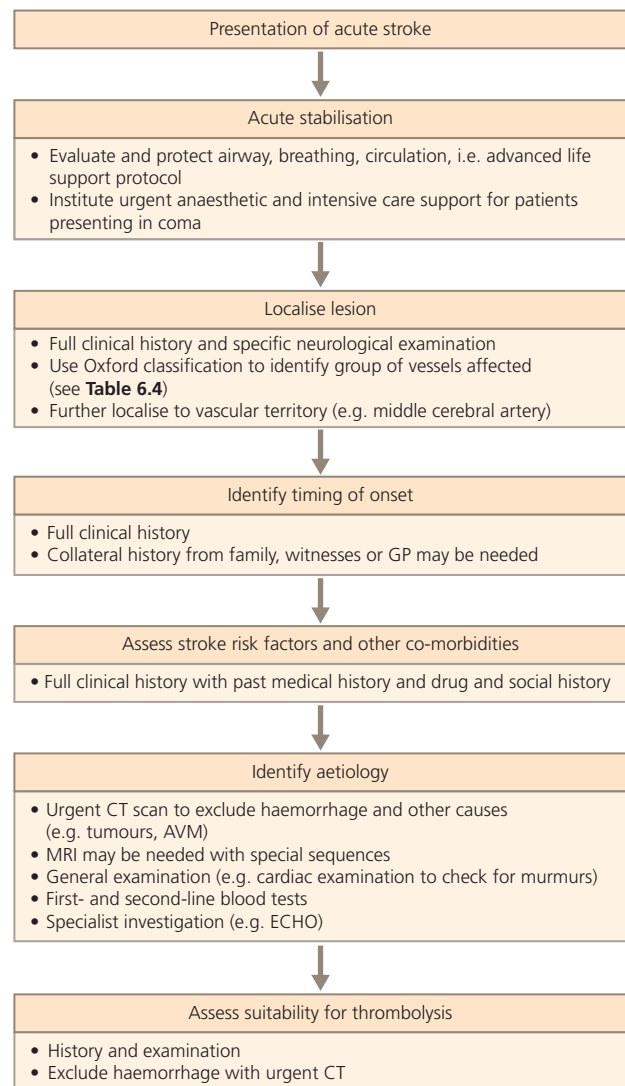 Presentation of acute stroke
Acute stabilisation
• Evaluate and protect airway, breathing, circulation, i.e. advanced life
support protocol
• Institute urgent anaesthetic and intensive care support for patients
presenting in coma
Localise lesion
• Full clinical history and specific neurological examination
• Use Oxford classification to identify group of vessels affected
(see Table 6.4)
• Further localise to vascular territory (e.g. middle cerebral artery)
Identify timing of onset
• Full clinical history
• Collateral history from family, witnesses or GP may be needed
Assess stroke risk factors and other co-morbidities
• Full clinical history with past medical history and drug and social history
Identify aetiology
• Urgent CT scan to exclude haemorrhage and other causes
(e.g. tumours, AVM)
• MRI may be needed with special sequences
• General examination (e.g. cardiac examination to check for murmurs)
• First- and second-line blood tests
• Specialist investigation (e.g. ECHO)
Assess suitability for thrombolysis
• History and examination
• Exclude haemorrhage with urgent CT